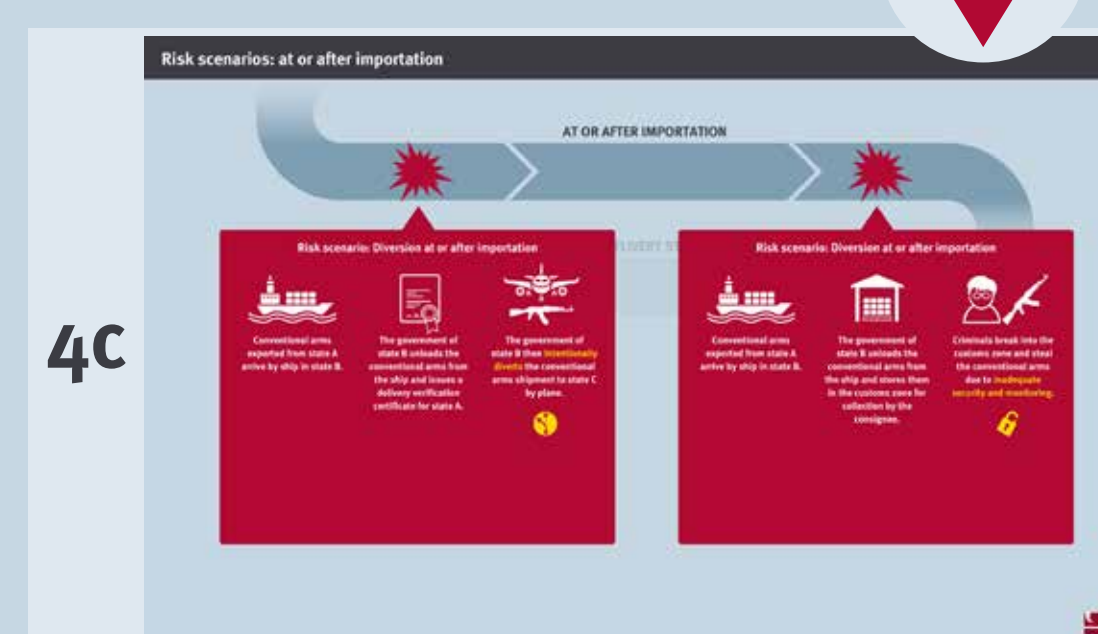 Risk scenarios: at or after importation
4C
AT OR AFTER IMPORTATION
Risk scenario: Diversion at or after importation
Conventional arms
exported from state A
arrive by ship in state B.
The government of
state B unloads the
conventional arms from
the ship and issues a
delivery verification
certificate for state A.
The government of
state B then intentionally
diverts the conventional
arms shipment to state C
by plane.
Risk scenario: Diversion at or after importation
Conventional arms
exported from state A
arrive by ship in state B.
The government of
state B unloads the
conventional arms from
the ship and stores them
in the customs zone for
collection by the
consignee.
Criminals break into the
customs zone and steal
the conventional arms
due to inadequate
security and monitoring.